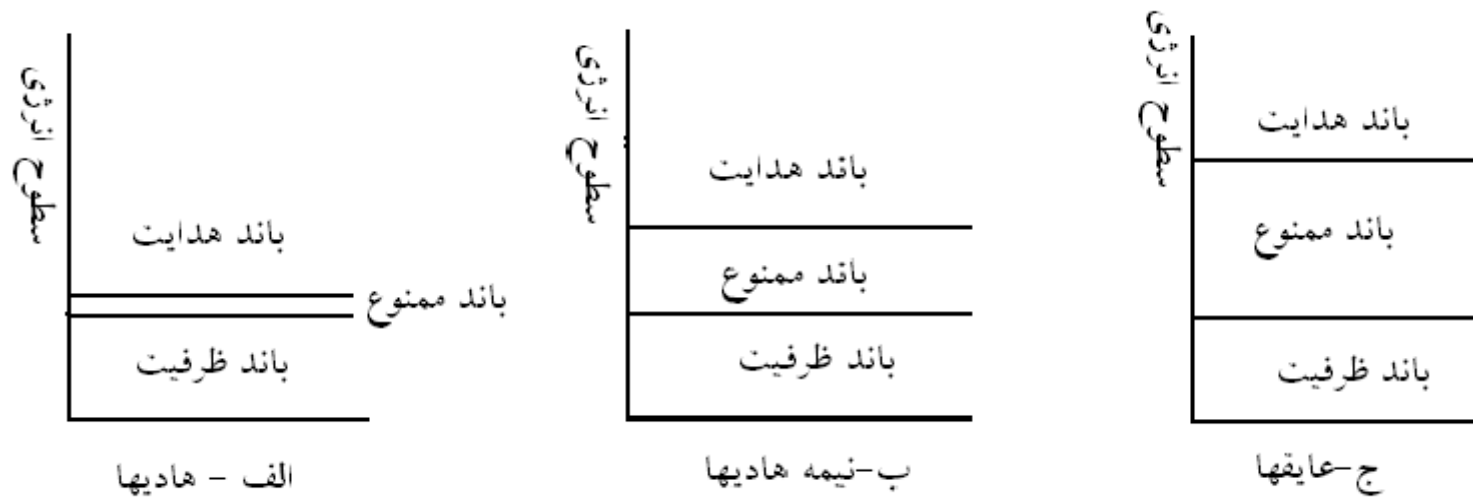 سطوح انرژی
باند هدایت
باند ممنوع
باند ظرفیت
الف - هادیها
سطوح انرژی
باند هدایت
باند ممنوع
باند ظرفیت
ب-نیمه هادیها
سطوح انرژی
باند هدایت
باند ممنوع
باند ظرفیت
ج-عایقها